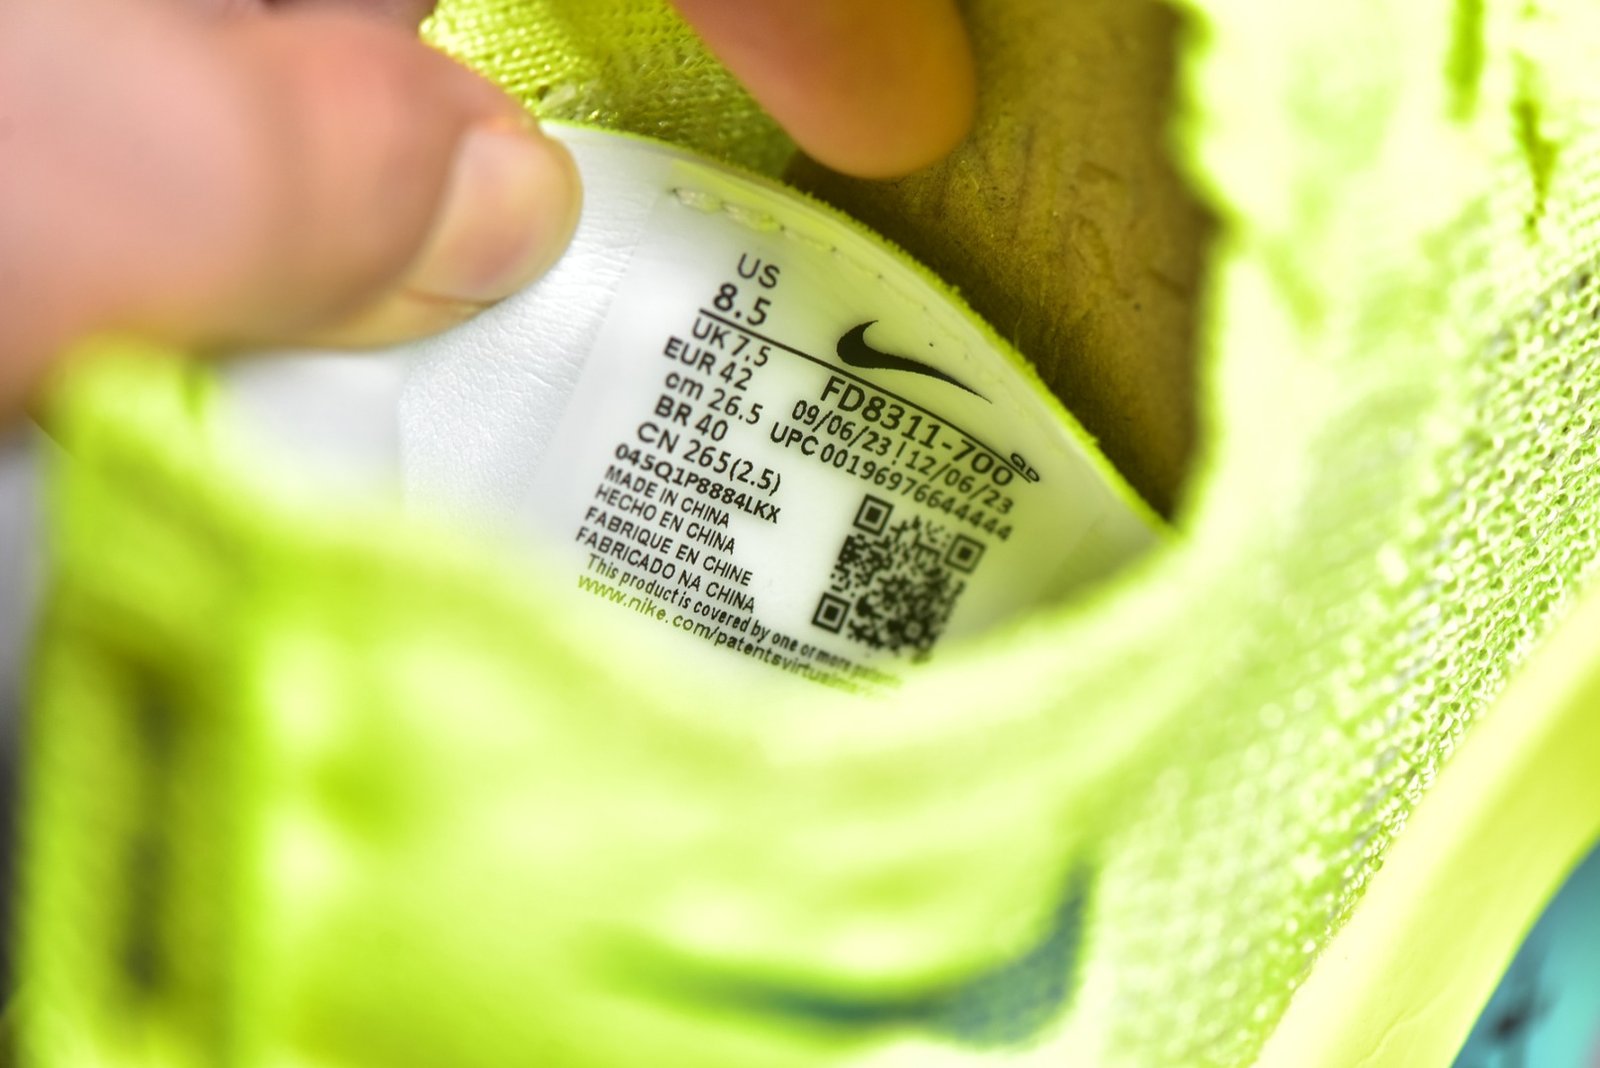 US
8.5
UK 7.5
EUR 42
cm 26.5
BR 40
CN 265(2.5)
045Q1P8884LKX
MADE IN CHINA
HECHO EN CHINA
FABRIQUE EN CHINE
FABRICADO NA CHINA
This product is covered by one or more
www.nike.com/patentsvirtual
FD8311-700 QD
09/06/23 | 12/06/23
UPC 00196976644444